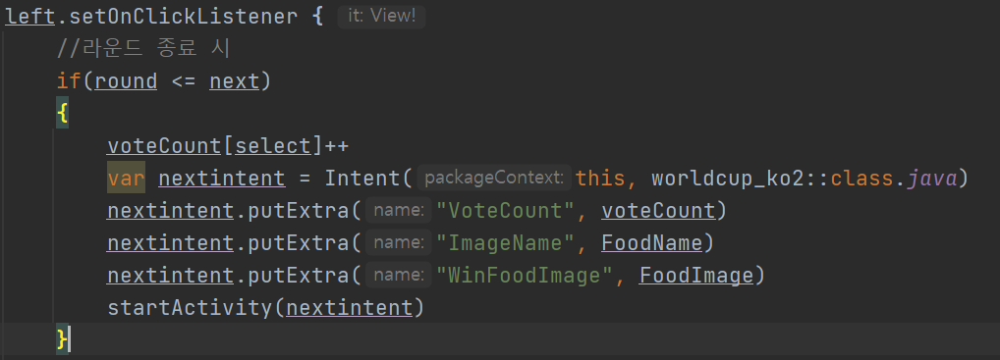 left.setOnClickListener { it: View!
//라운드 종료 시
if(round <= next)
{
voteCount[select]++
var nextintent = Intent( packageContext: this, worldcup_ko2::class.java)
nextintent.putExtra( name: "VoteCount", voteCount)
nextintent.putExtra( name: "ImageName", FoodName)
nextintent.putExtra( name: "WinFoodImage", FoodImage)
startActivity(nextintent)
}